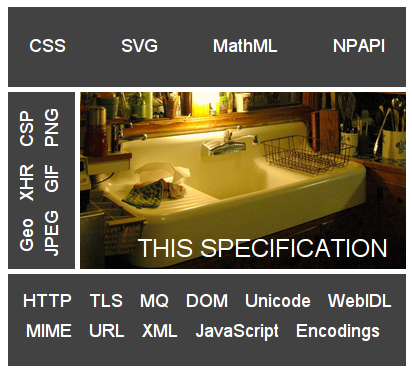 CSS SVG MathML NPAPI
Geo XHR CSP
JPEG GIF PNG
THIS SPECIFICATION
HTTP TLS MQ DOM Unicode WebIDL
MIME URL XML JavaScript Encodings